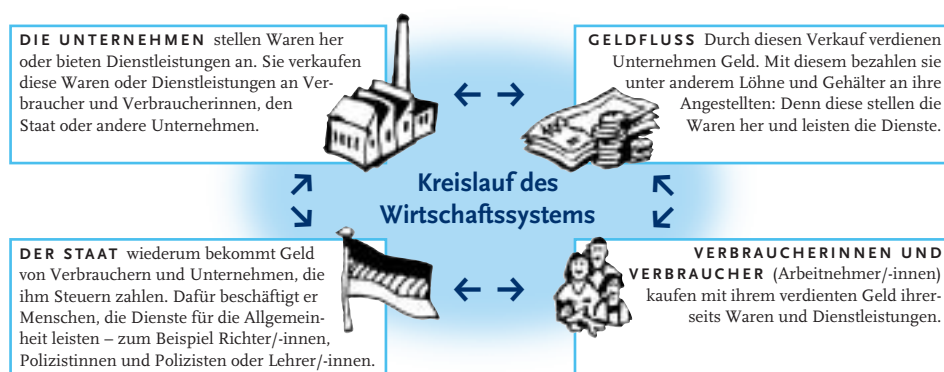 DIE UNTERNEHMEN stellen Waren her
oder bieten Dienstleistungen an. Sie verkaufen
diese Waren oder Dienstleistungen an Ver-
braucher und Verbraucherinnen, den
Staat oder andere Unternehmen.
GELDFLUSS Durch diesen Verkauf verdienen
Unternehmen Geld. Mit diesem bezahlen sie
unter anderem Löhne und Gehälter an ihre
Angestellten: Denn diese stellen die
Waren her und leisten die Dienste.
Kreislauf des
Wirtschaftssystems
DER STAAT wiederum bekommt Geld
von Verbrauchern und Unternehmen, die
ihm Steuern zahlen. Dafür beschäftigt er
Menschen, die Dienste für die Allgemein-
heit leisten – zum Beispiel Richter/-innen,
Polizistinnen und Polizisten oder Lehrer/-innen.
VERBRAUCHERINNEN UND
VERBRAUCHER (Arbeitnehmer/-innen)
kaufen mit ihrem verdienten Geld ihrer-
seits Waren und Dienstleistungen.